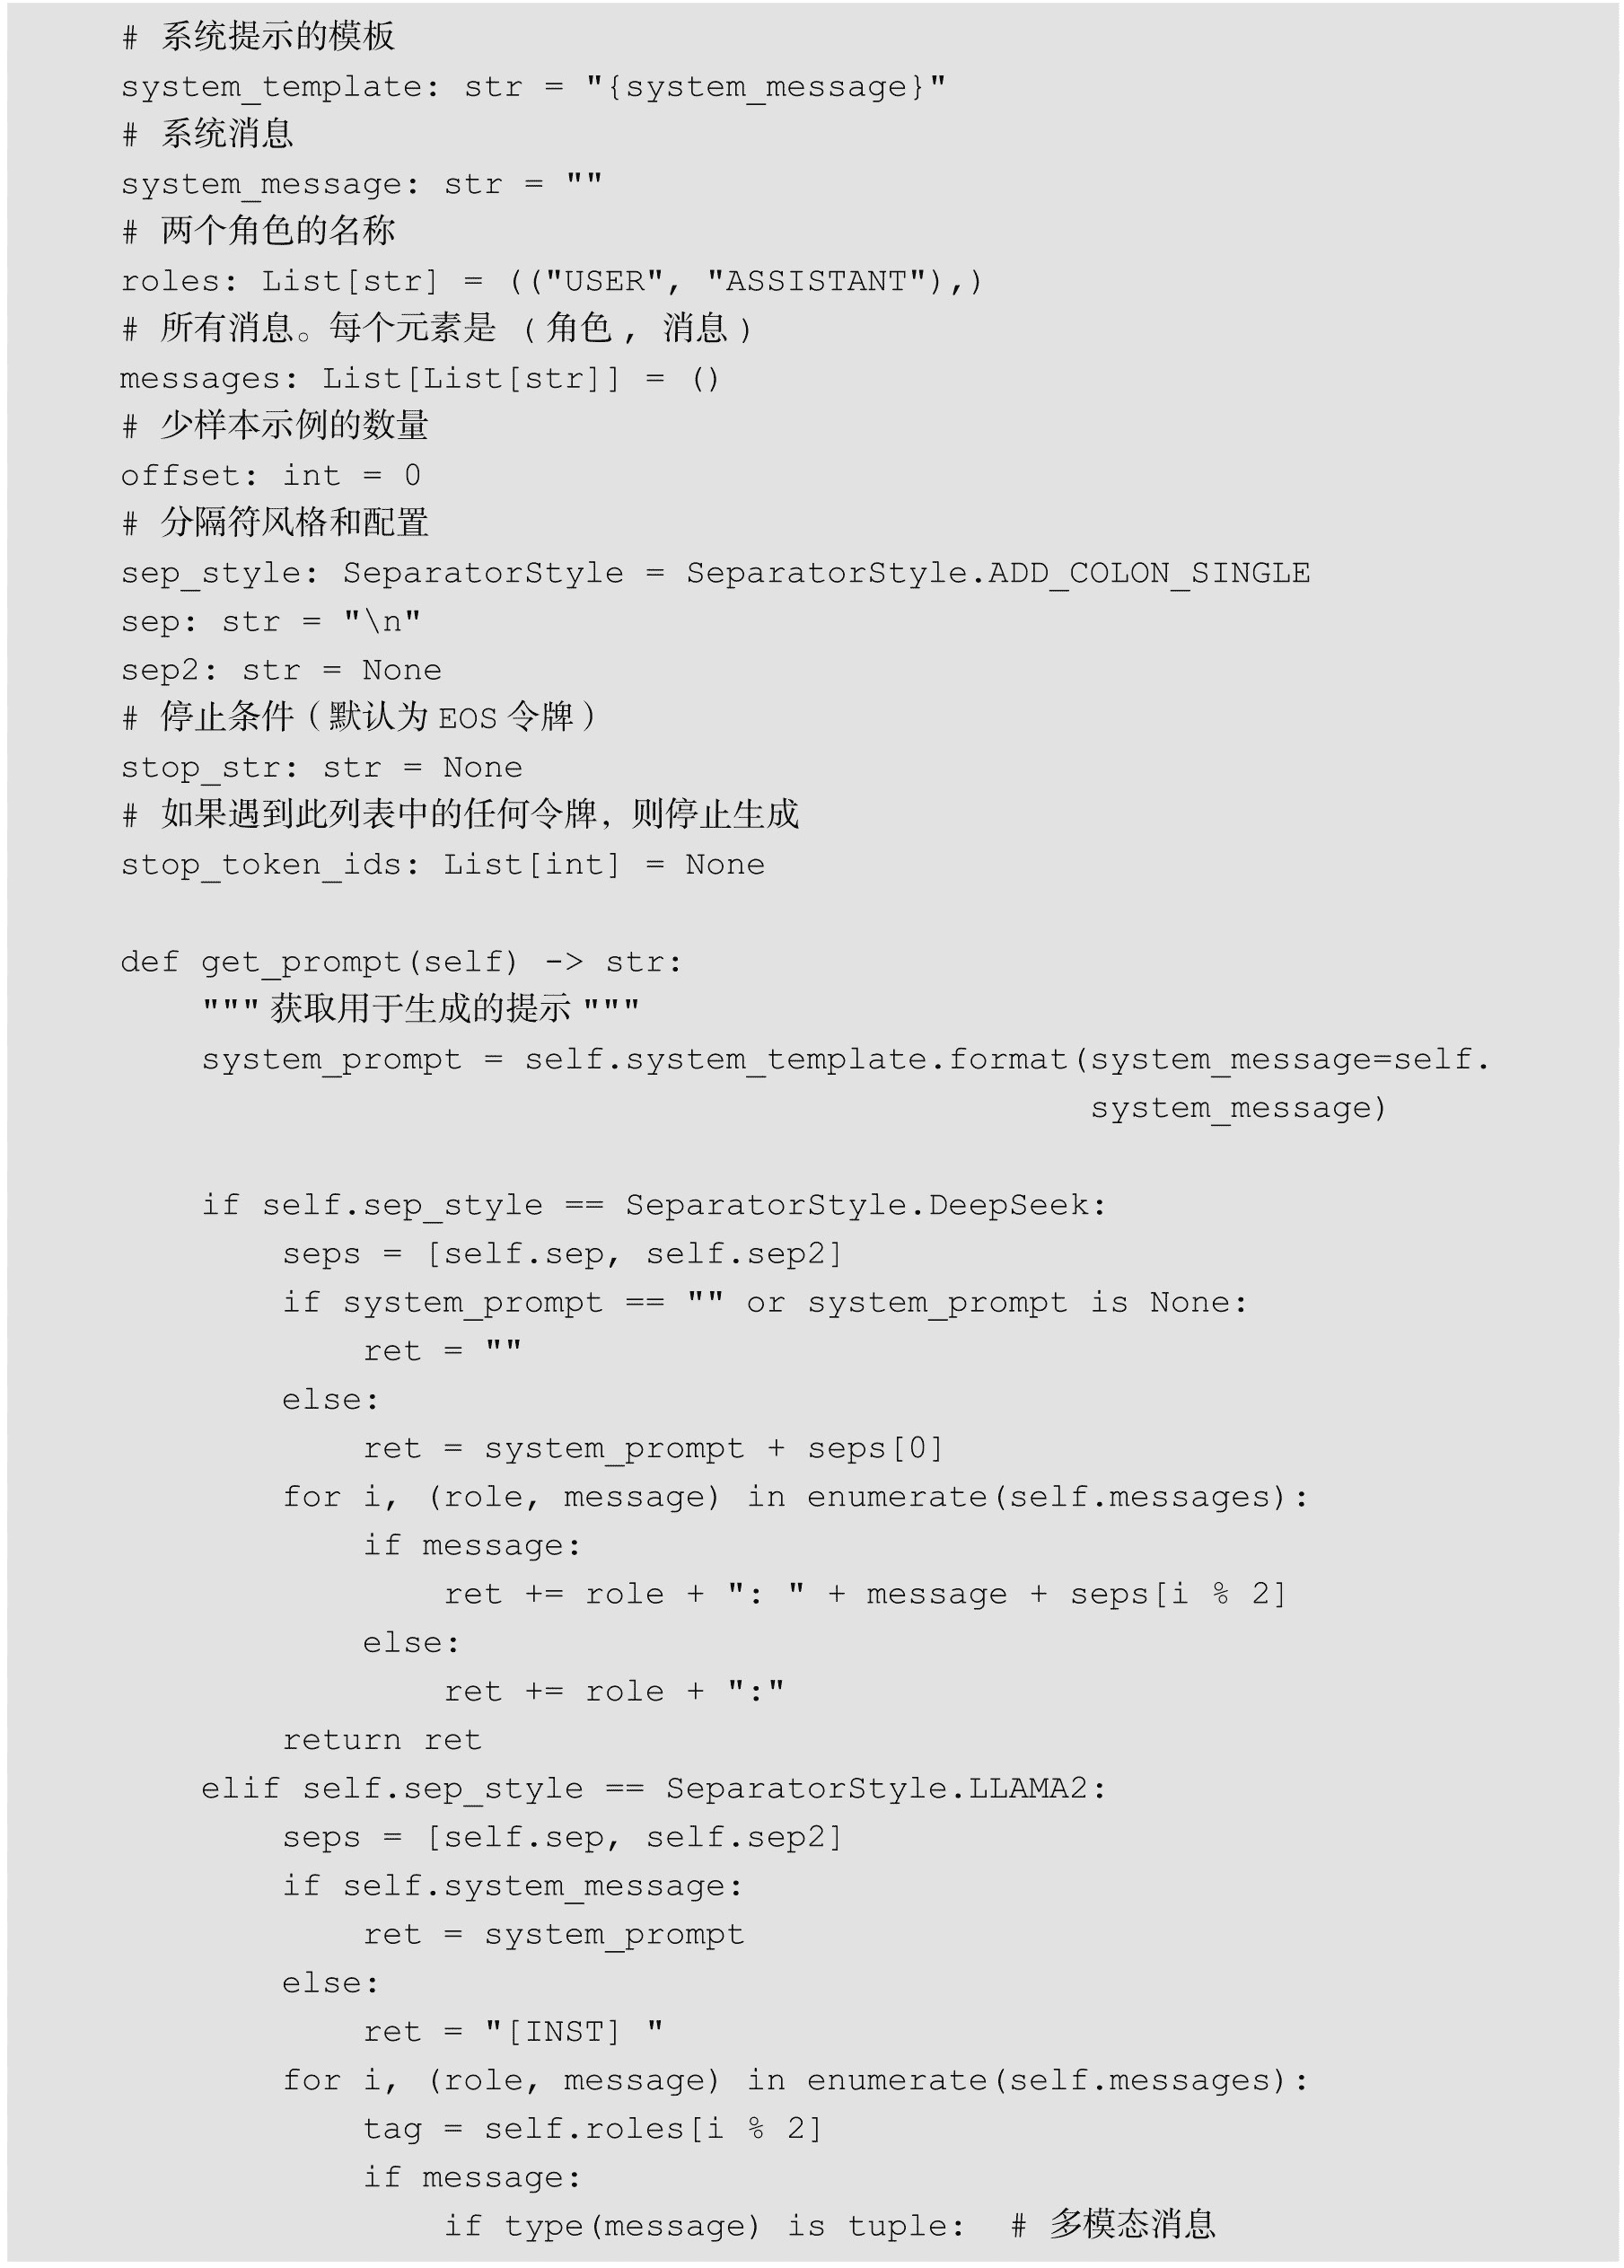 # 系统提示的模板
system_template: str = "{system_message}"
# 系统消息
system_message: str = ""
# 两个角色的名称
roles: List[str] = (("USER", "ASSISTANT"),)
# 所有消息。每个元素是 (角色, 消息)
messages: List[List[str]] = ()
# 少样本示例的数量
offset: int = 0
# 分隔符风格和配置
sep_style: SeparatorStyle = SeparatorStyle.ADD_COLON_SINGLE
sep: str = "\n"
sep2: str = None
# 停止条件（默认为EOS令牌）
stop_str: str = None
# 如果遇到此列表中的任何令牌，则停止生成
stop_token_ids: List[int] = None

def get_prompt(self) -> str:
    """获取用于生成的提示"""
    system_prompt = self.system_template.format(system_message=self.
                                                system_message)

    if self.sep_style == SeparatorStyle.DeepSeek:
        seps = [self.sep, self.sep2]
        if system_prompt == "" or system_prompt is None:
            ret = ""
        else:
            ret = system_prompt + seps[0]
        for i, (role, message) in enumerate(self.messages):
            if message:
                ret += role + ": " + message + seps[i % 2]
            else:
                ret += role + ":"
        return ret
    elif self.sep_style == SeparatorStyle.LLAMA2:
        seps = [self.sep, self.sep2]
        if self.system_message:
            ret = system_prompt
        else:
            ret = "[INST] "
        for i, (role, message) in enumerate(self.messages):
            tag = self.roles[i % 2]
            if message:
                if type(message) is tuple:  # 多模态消息